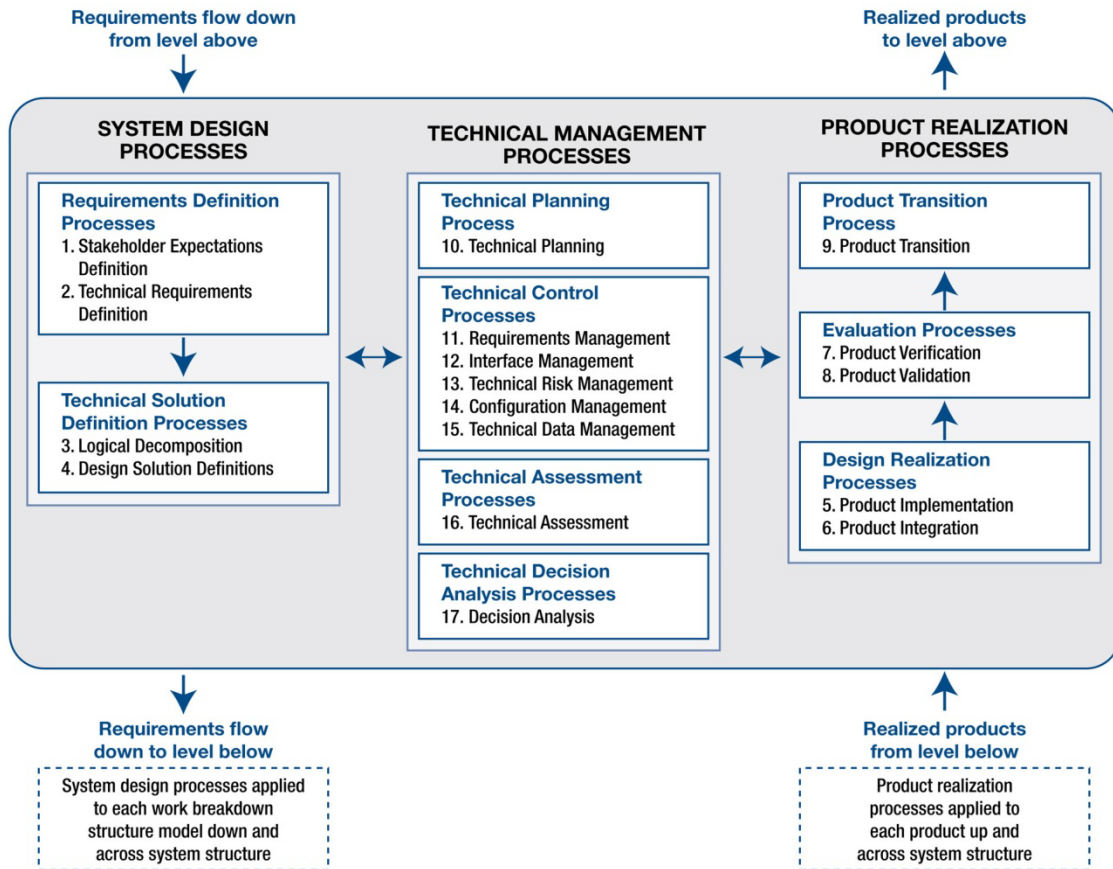 Requirements flow down
from level above
Realized products
to level above
SYSTEM DESIGN
PROCESSES
Requirements Definition
Processes
1. Stakeholder Expectations
Definition
2. Technical Requirements
Definition
Technical Solution
Definition Processes
3. Logical Decomposition
4. Design Solution Definitions
TECHNICAL MANAGEMENT
PROCESSES
Technical Planning
Process
10. Technical Planning
Technical Control
Processes
11. Requirements Management
12. Interface Management
13. Technical Risk Management
14. Configuration Management
15. Technical Data Management
Technical Assessment
Processes
16. Technical Assessment
Technical Decision
Analysis Processes
17. Decision Analysis
PRODUCT REALIZATION
PROCESSES
Product Transition
Process
9. Product Transition
Evaluation Processes
7. Product Verification
8. Product Validation
Design Realization
Processes
5. Product Implementation
6. Product Integration
Requirements flow
down to level below
System design processes applied
to each work breakdown
structure model down and
across system structure
Realized products
from level below
Product realization
processes applied to
each product up and
across system structure